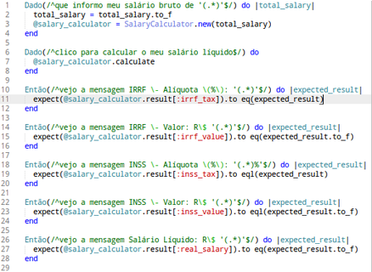 1 Dado(/^que informo meu salário bruto de '(.*)'$/) do |total_salary|
2 total_salary = total_salary.to_f
3 @salary_calculator = SalaryCalculator.new(total_salary)
4 end
5
6 Dado(/^clico para calcular o meu salário líquido$/) do
7 @salary_calculator.calculate
8 end
9
10 Então(/^vejo a mensagem IRRF \- Alíquota \(%\): '(.*)'$/) do |expected_result|
11 expect(@salary_calculator.result[:irrf_tax]).to eq(expected_result)
12 end
13
14 Então(/^vejo a mensagem IRRF \- Valor: R\$ '(.*)'$/) do |expected_result|
15 expect(@salary_calculator.result[:irrf_value]).to eq(expected_result.to_f)
16 end
17
18 Então(/^vejo a mensagem INSS \- Alíquota \(%\): '(.*)%'$/) do |expected_result|
19 expect(@salary_calculator.result[:inss_tax]).to eql(expected_result)
20 end
21
22 Então(/^vejo a mensagem INSS \- Valor: R\$ '(.*)'$/) do |expected_result|
23 expect(@salary_calculator.result[:inss_value]).to eql(expected_result.to_f)
24 end
25
26 Então(/^vejo a mensagem Salário Líquido: R\$ '(.*)'$/) do |expected_result|
27 expect(@salary_calculator.result[:real_salary]).to eq(expected_result.to_f)
28 end
29